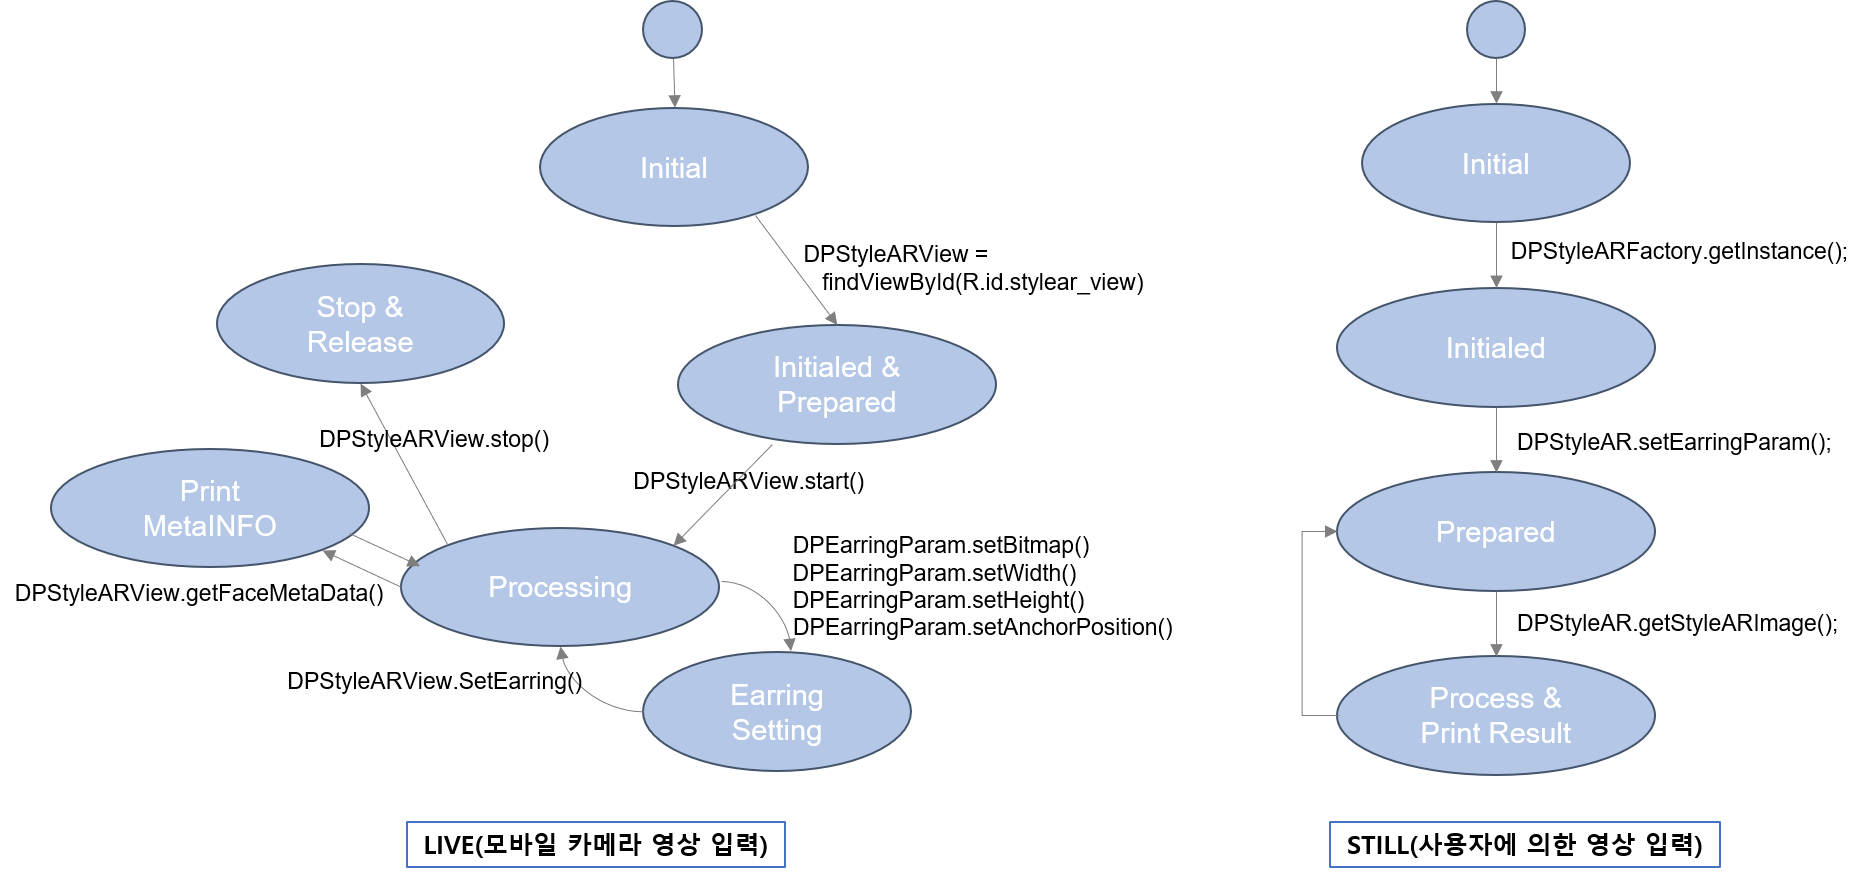 Initial
DPStyleARView =
findViewById(R.id.stylear_view)
Stop &
Release
Initialed &
Prepared
DPStyleARView.stop()
DPStyleARView.start()
Print
MetaINFO
Processing
DPStyleARView.getFaceMetaData()
DPEarringParam.setBitmap()
DPEarringParam.setWidth()
DPEarringParam.setHeight()
DPEarringParam.setAnchorPosition()
DPStyleARView.SetEarring()
Earring
Setting
LIVE(모바일 카메라 영상 입력)
Initial
DPStyleARFactory.getInstance();
Initialed
DPStyleAR.setEarringParam();
Prepared
DPStyleAR.getStyleARImage();
Process &
Print Result
STILL(사용자에 의한 영상 입력)